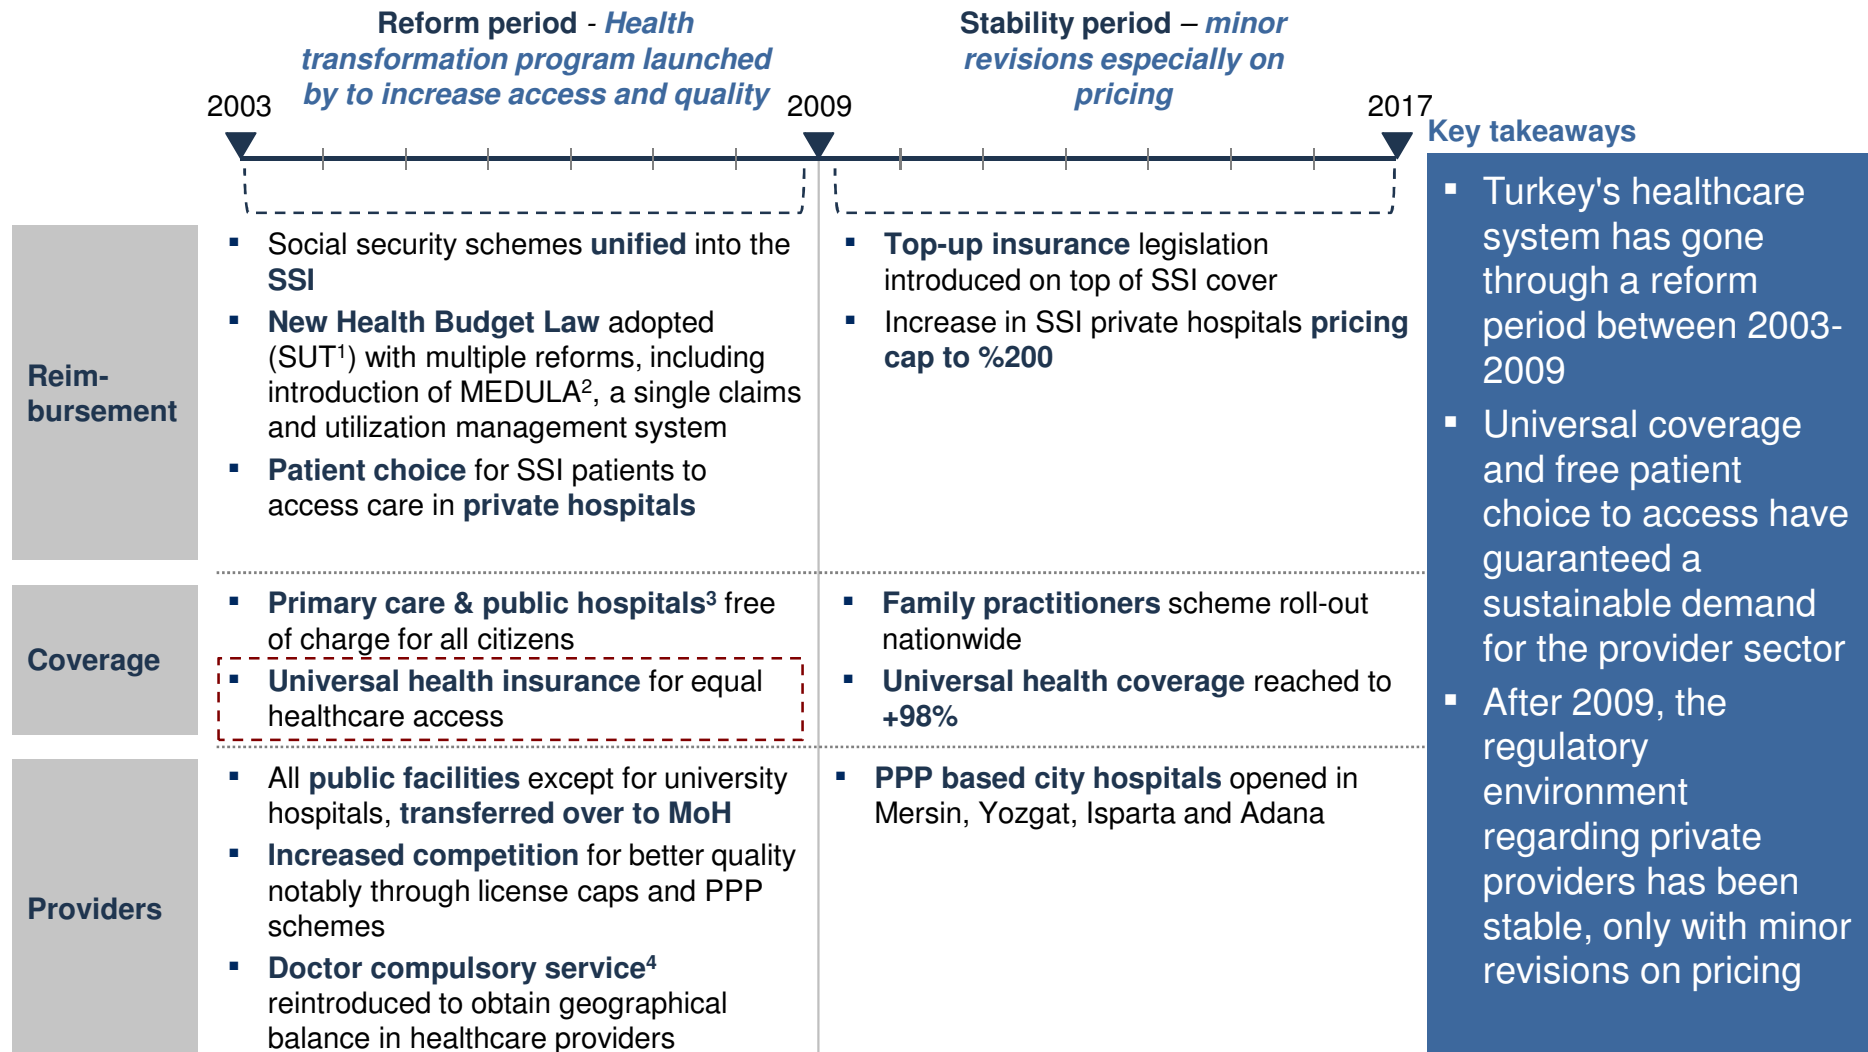 Reform period - Health
transformation program launched
by to increase access and quality
Stability period – minor
revisions especially on
pricing
2003
2009
2017
Key takeaways
Reim-
bursement
▪ Social security schemes unified into the
SSI
▪ New Health Budget Law adopted
(SUT¹) with multiple reforms, including
introduction of MEDULA², a single claims
and utilization management system
▪ Patient choice for SSI patients to
access care in private hospitals
▪ Top-up insurance legislation
introduced on top of SSI cover
▪ Increase in SSI private hospitals pricing
cap to %200
Coverage
▪ Primary care & public hospitals³ free
of charge for all citizens
▪ Universal health insurance for equal
healthcare access
▪ Family practitioners scheme roll-out
nationwide
▪ Universal health coverage reached to
+98%
Providers
▪ All public facilities except for university
hospitals, transferred over to MoH
▪ Increased competition for better quality
notably through license caps and PPP
schemes
▪ Doctor compulsory service⁴
reintroduced to obtain geographical
balance in healthcare providers
▪ PPP based city hospitals opened in
Mersin, Yozgat, Isparta and Adana
▪ Turkey's healthcare
system has gone
through a reform
period between 2003-
2009
▪ Universal coverage
and free patient
choice to access have
guaranteed a
sustainable demand
for the provider sector
▪ After 2009, the
regulatory
environment
regarding private
providers has been
stable, only with minor
revisions on pricing